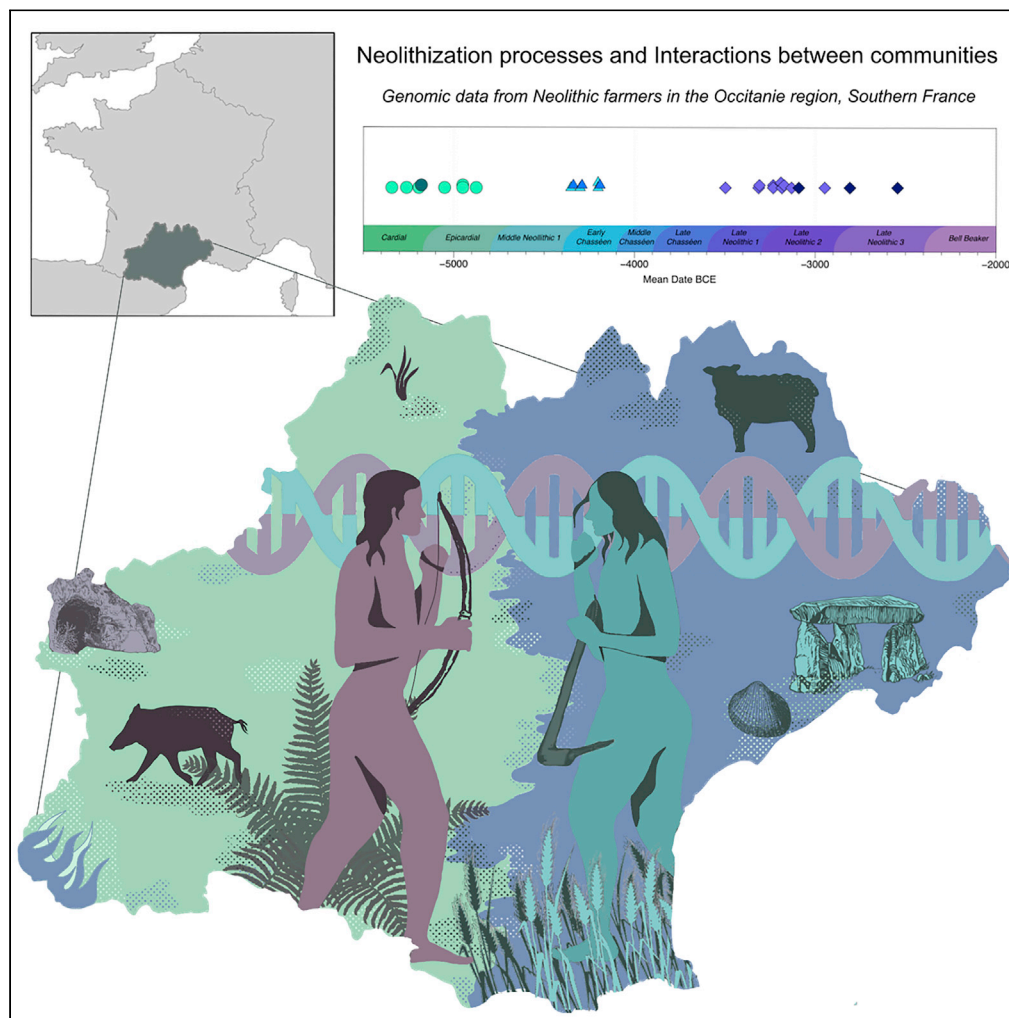 Neolithization processes and Interactions between communities
Genomic data from Neolithic farmers in the Occitanie region, Southern France
Cardial
Epicardial
Middle Neollithic 1
Early
Chasséen
Middle
Chasséen
Late
Chasséen
Late
Neolithic 1
Late
Neolithic 2
Late
Neolithic 3
Bell Beaker
−5000
−4000
−3000
−2000
Mean Date BCE